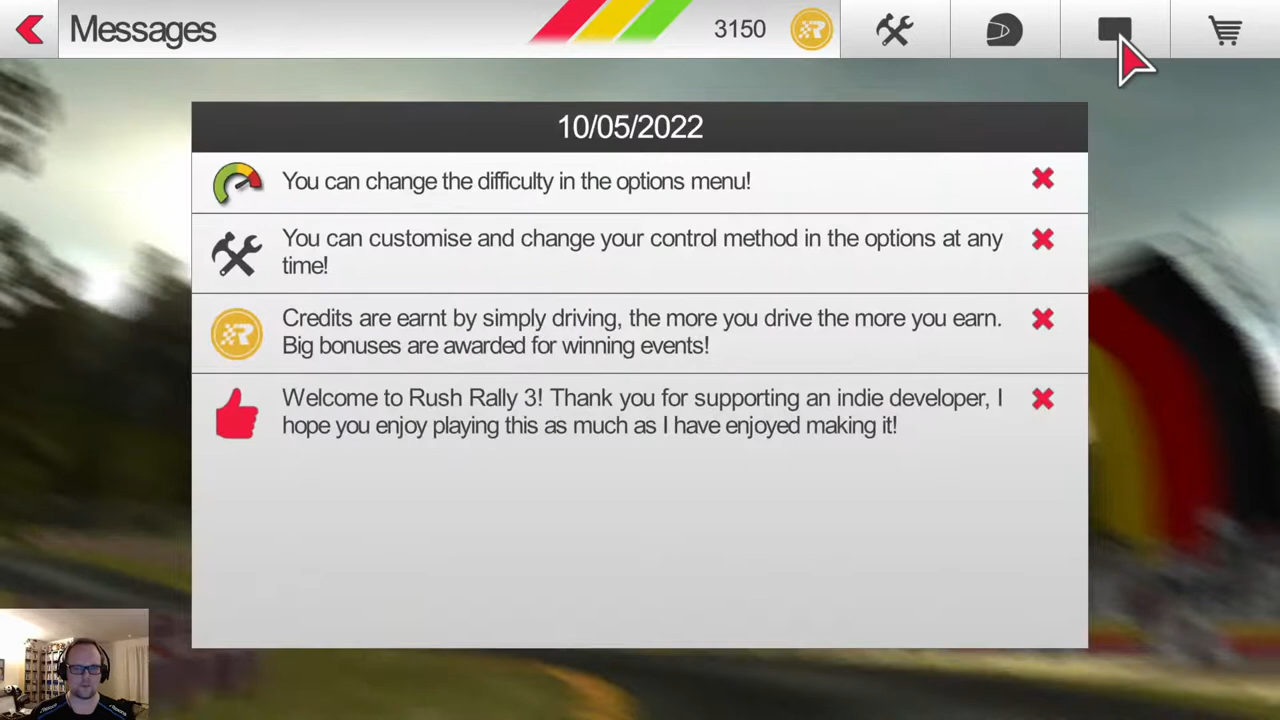 Messages
3150
10/05/2022
You can change the difficulty in the options menu!
You can customise and change your control method in the options at any
time!
Credits are earnt by simply driving, the more you drive the more you earn.
Big bonuses are awarded for winning events!
Welcome to Rush Rally 3! Thank you for supporting an indie developer, I
hope you enjoy playing this as much as I have enjoyed making it!